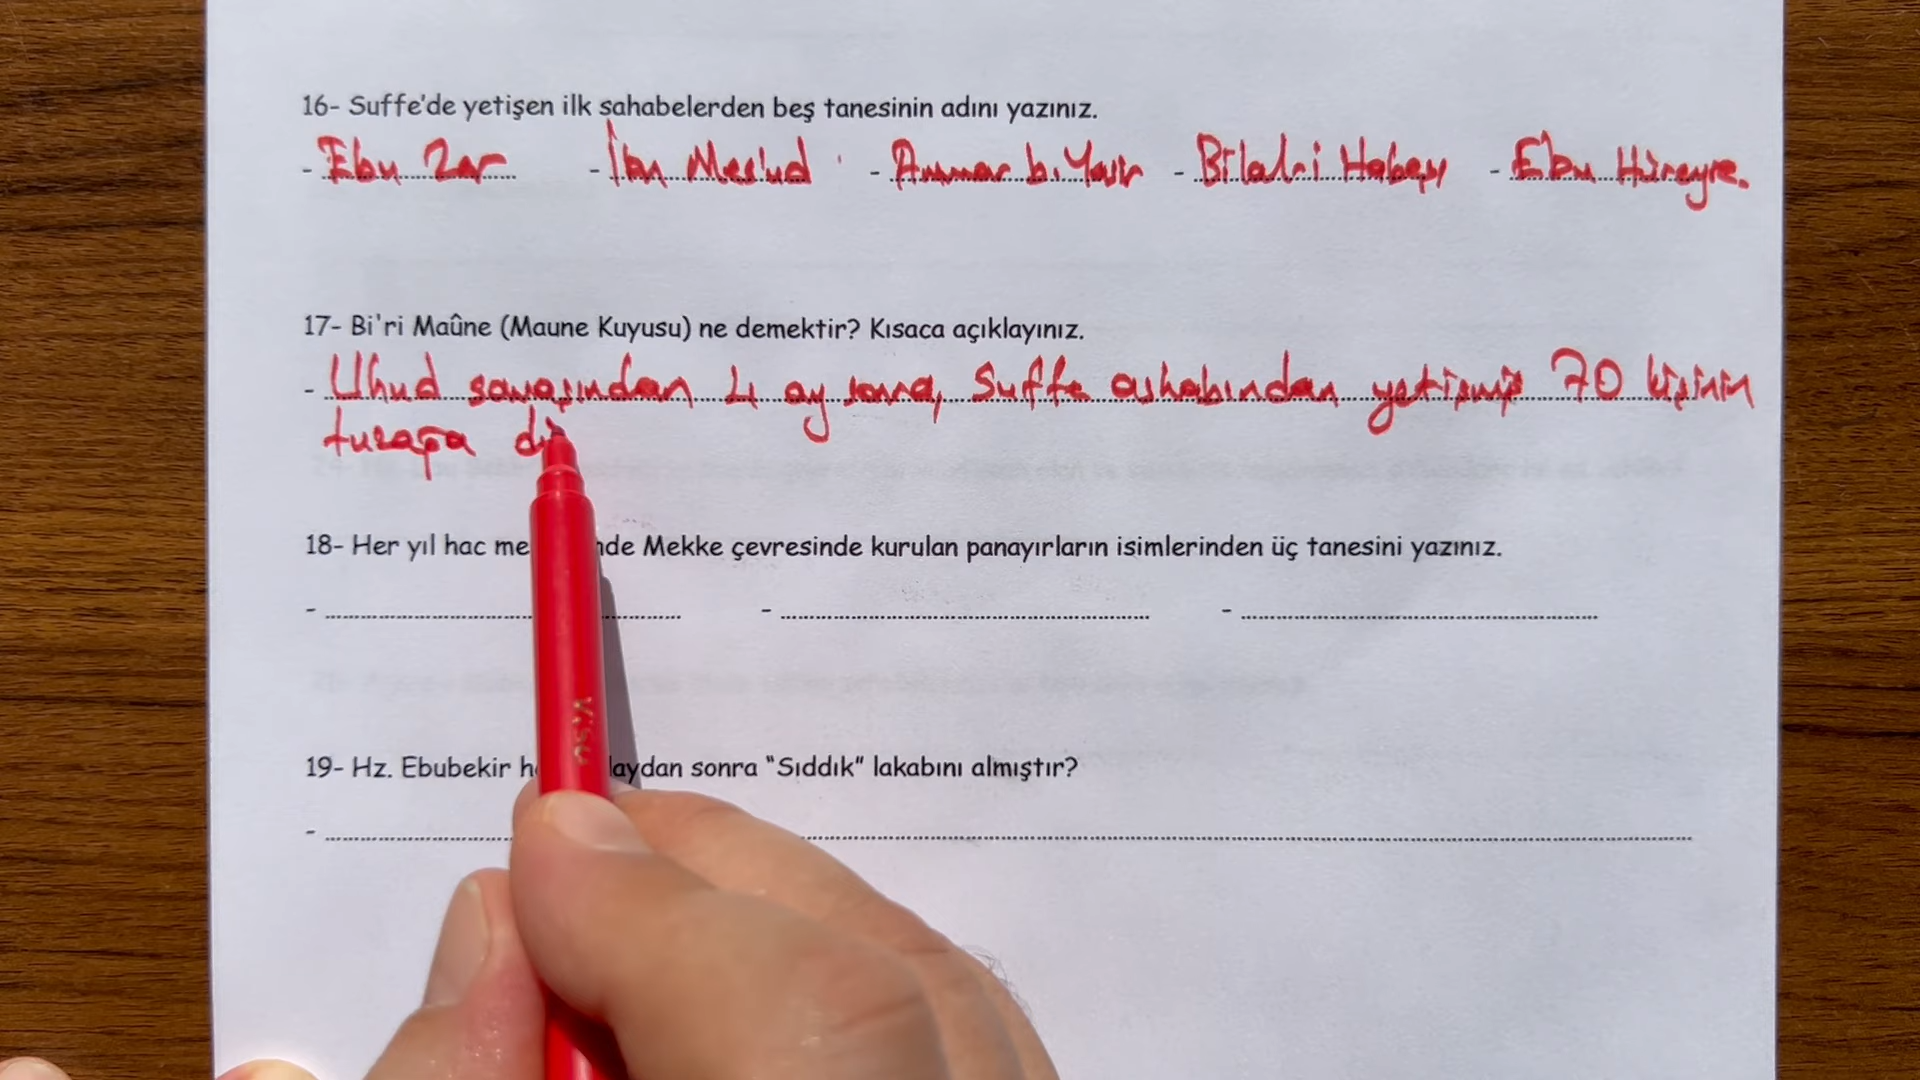 16- Suffe'de yetişen ilk sahabelerden beş tanesinin adını yazınız.
- Ebu Zer - İbn Mes'ud - Ammar b. Yasir - Bilal-i Habeşi - Ebu Hüreyre.
17- Bi'ri Maûne (Maune Kuyusu) ne demektir? Kısaca açıklayınız.
- Uhud savaşından 4 ay sonra, Suffe ashabından yetişmiş 70 kişinin
tuzağa dü
18- Her yıl hac me nde Mekke çevresinde kurulan panayırların isimlerinden üç tanesini yazınız.
- - -
19- Hz. Ebubekir h laydan sonra "Sıddık" lakabını almıştır?
-